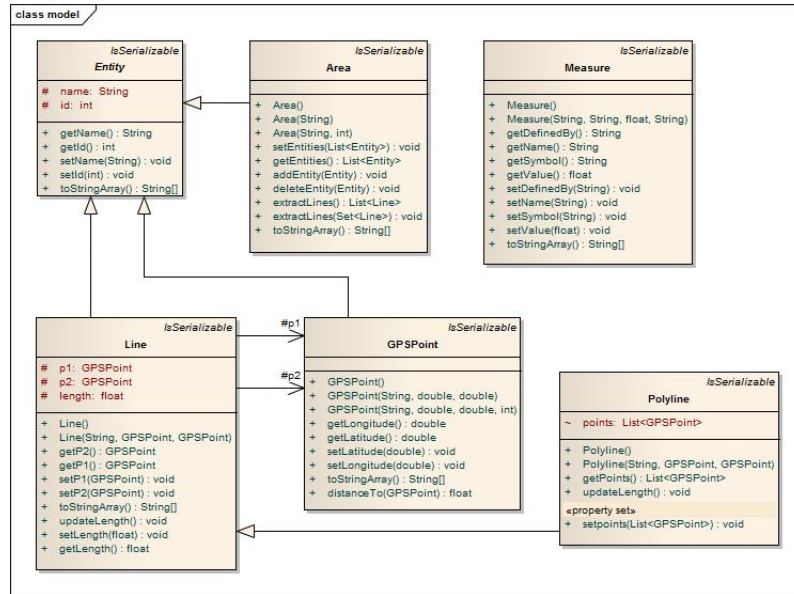 class model
IsSerializable
Entity
# name: String
# id: int
+ getName() : String
+ getId() : int
+ setName(String) : void
+ setId(int) : void
+ toStringArray() : String[]
IsSerializable
Area
+ Area()
+ Area(String)
+ Area(String, int)
+ setEntities(List<Entity>) : void
+ getEntities() : List<Entity>
+ addEntity(Entity) : void
+ deleteEntity(Entity) : void
+ extractLines() : List<Line>
+ extractLines(Set<Line>) : void
+ toStringArray() : String[]
IsSerializable
Measure
+ Measure()
+ Measure(String, String, float, String)
+ getDefinedBy() : String
+ getName() : String
+ getSymbol() : String
+ getValue() : float
+ setDefinedBy(String) : void
+ setName(String) : void
+ setSymbol(String) : void
+ setValue(float) : void
+ toStringArray() : String[]
IsSerializable
Line
# p1: GPSPoint
# p2: GPSPoint
# length: float
+ Line()
+ Line(String, GPSPoint, GPSPoint)
+ getP2() : GPSPoint
+ getP1() : GPSPoint
+ setP1(GPSPoint) : void
+ setP2(GPSPoint) : void
+ toStringArray() : String[]
+ updateLength() : void
+ setLength(float) : void
+ getLength() : float
#p1
#p2
IsSerializable
GPSPoint
+ GPSPoint()
+ GPSPoint(String, double, double)
+ GPSPoint(String, double, double, int)
+ getLongitude() : double
+ getLatitude() : double
+ setLatitude(double) : void
+ setLongitude(double) : void
+ toStringArray() : String[]
+ distanceTo(GPSPoint) : float
IsSerializable
Polyline
~ points: List<GPSPoint>
+ Polyline()
+ Polyline(String, GPSPoint, GPSPoint)
+ getPoints() : List<GPSPoint>
+ updateLength() : void
«property set»
+ setpoints(List<GPSPoint>) : void